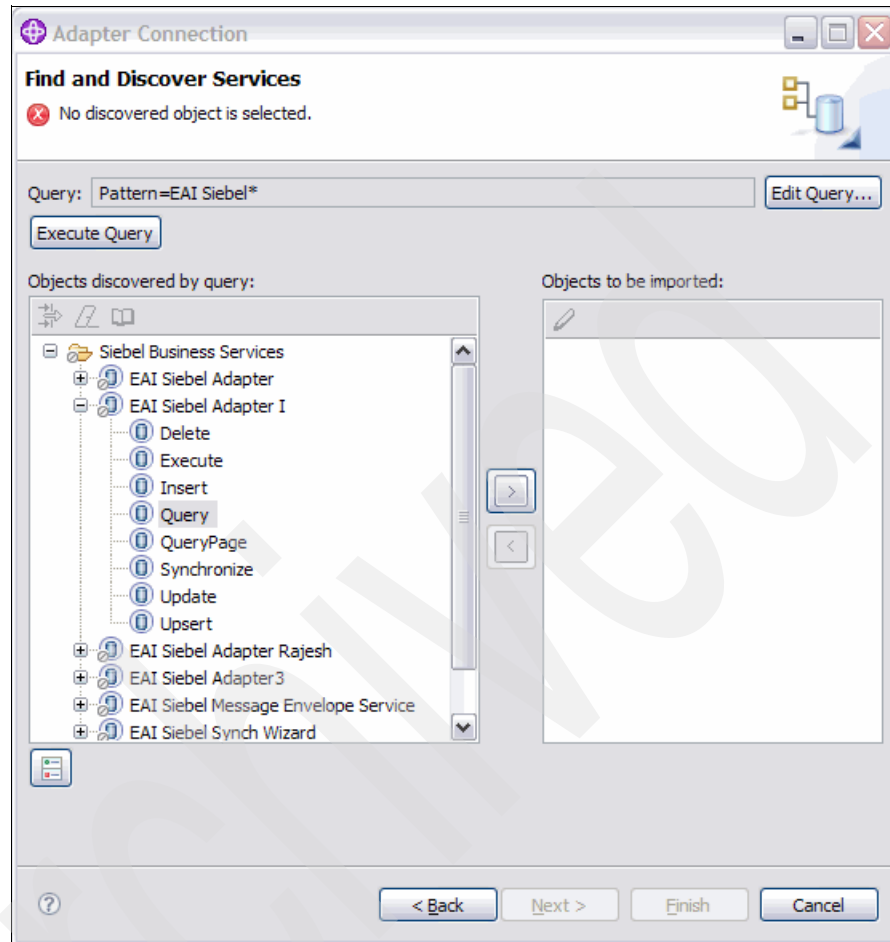 Adapter Connection
Find and Discover Services
No discovered object is selected.
Query: Pattern=EAI Siebel* Edit Query...
Execute Query
Objects discovered by query: Objects to be imported:
Siebel Business Services
EAI Siebel Adapter
EAI Siebel Adapter I
Delete
Execute
Insert
Query
QueryPage
Synchronize
Update
Upsert
EAI Siebel Adapter Rajesh
EAI Siebel Adapter3
EAI Siebel Message Envelope Service
EAI Siebel Synch Wizard
>
<
? < Back Next > Finish Cancel